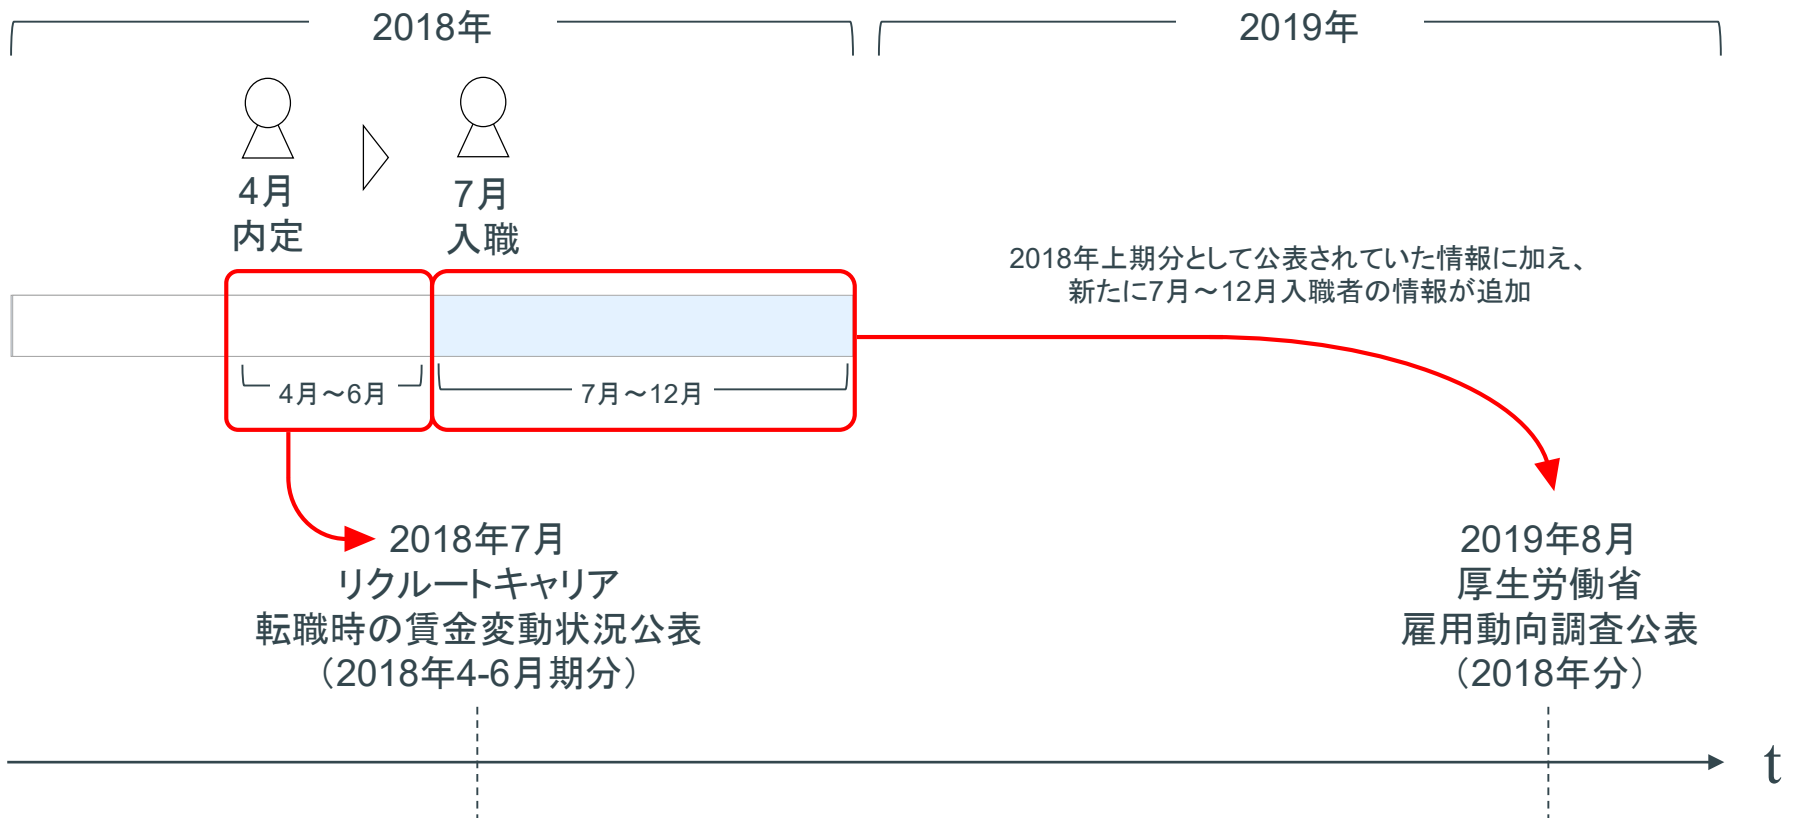 2018年
2019年
4月
内定
7月
入職
2018年上期分として公表されていた情報に加え、
新たに7月～12月入職者の情報が追加
4月～6月
7月～12月
2018年7月
リクルートキャリア
転職時の賃金変動状況公表
（2018年4-6月期分）
2019年8月
厚生労働省
雇用動向調査公表
（2018年分）
t